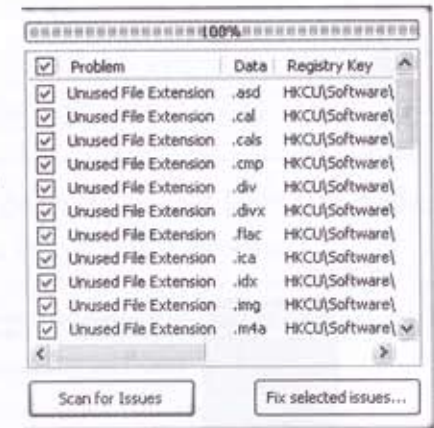 100%
Problem Data Registry Key
Unused File Extension .asd HKCU\Software\
Unused File Extension .cal HKCU\Software\
Unused File Extension .cals HKCU\Software\
Unused File Extension .cmp HKCU\Software\
Unused File Extension .div HKCU\Software\
Unused File Extension .divx HKCU\Software\
Unused File Extension .flac HKCU\Software\
Unused File Extension .ica HKCU\Software\
Unused File Extension .idx HKCU\Software\
Unused File Extension .img HKCU\Software\
Unused File Extension .m4a HKCU\Software\
Scan for Issues Fix selected issues...